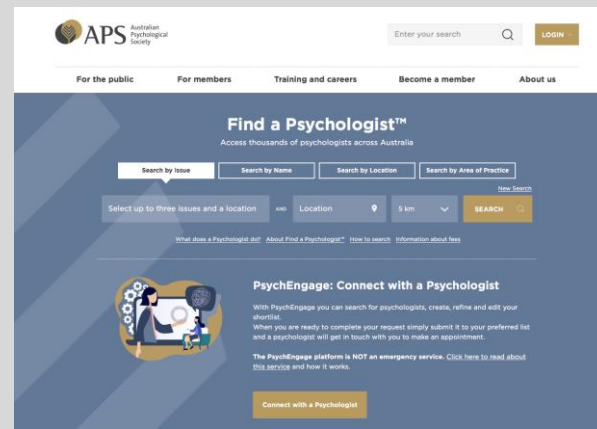 APS
Australian
Psychological
Society
Enter your search
LOGIN
For the public
For members
Training and careers
Become a member
About us
Find a Psychologist™
Access thousands of psychologists across Australia
Search by Issue
Search by Name
Search by Location
Search by Area of Practice
New Search
Select up to three issues and a location
AND
Location
5 km
SEARCH
What does a Psychologist do? About Find a Psychologist™ How to search Information about fees
PsychEngage: Connect with a Psychologist
With PsychEngage you can search for psychologists, create, refine and edit your
shortlist.
When you are ready to complete your request simply submit it to your preferred list
and a psychologist will get in touch with you to make an appointment.
The PsychEngage platform is NOT an emergency service. Click here to read about
this service and how it works.
Connect with a Psychologist